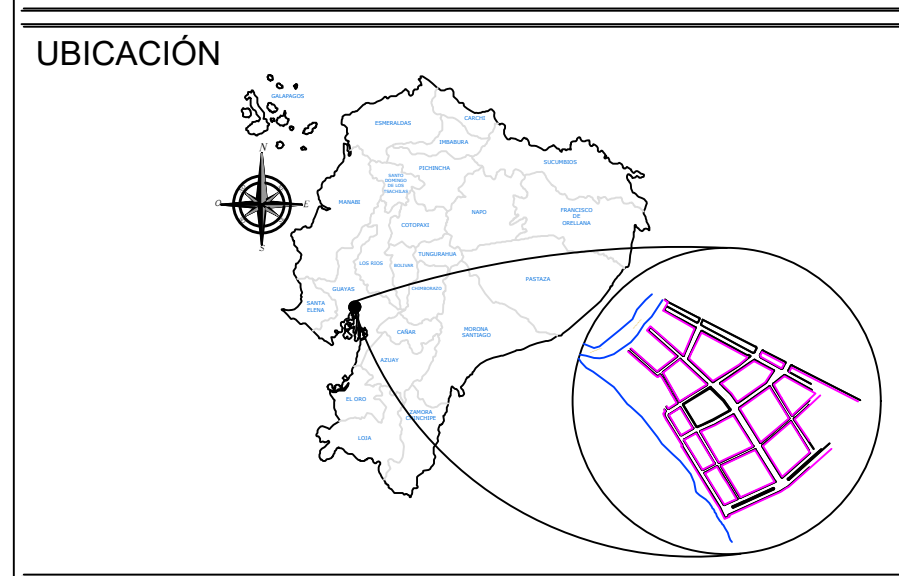 UBICACIÓN
GALAPAGOS
ESMERALDAS
CARCHI
IMBABURA
PICHINCHA
SUCUMBIOS
SANTO
DOMINGO
DE LOS
TSACHILAS
N
O
E
S
MANABI
NAPO
FRANCISCO
DE
ORELLANA
COTOPAXI
TUNGURAHUA
LOS RIOS
BOLIVAR
PASTAZA
GUAYAS
CHIMBORAZO
SANTA
ELENA
CAÑAR
MORONA
SANTIAGO
AZUAY
EL ORO
ZAMORA
CHINCHIPE
LOJA